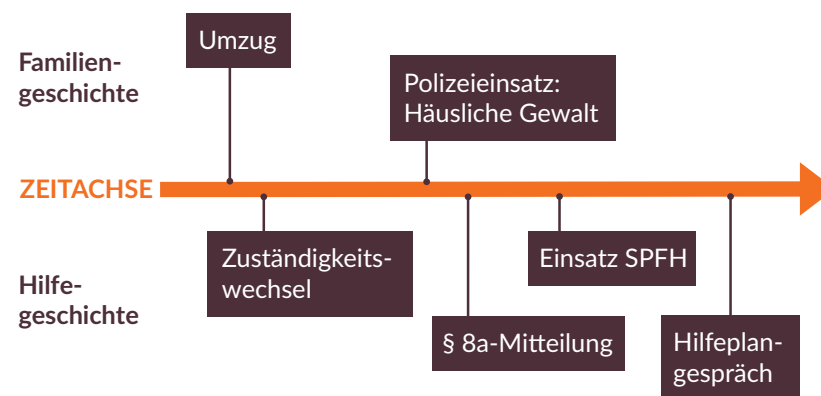 Umzug
Familien-
geschichte
Polizeieinsatz:
Häusliche Gewalt
ZEITACHSE
Zuständigkeits-
wechsel
Einsatz SPFH
Hilfe-
geschichte
§ 8a-Mitteilung
Hilfeplan-
gespräch